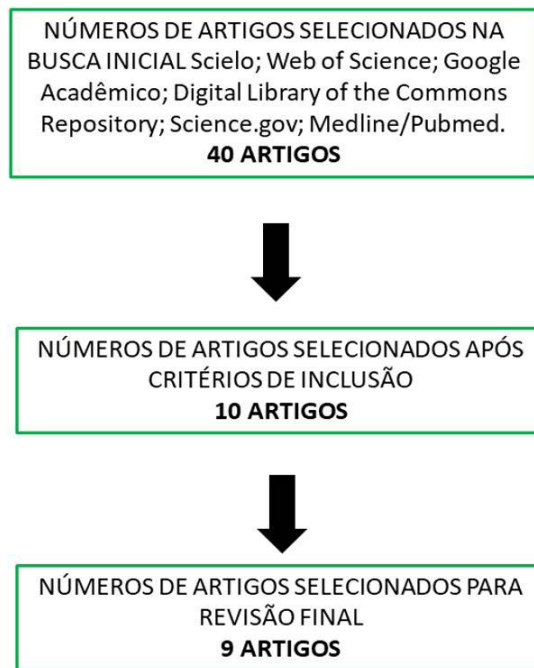 NÚMEROS DE ARTIGOS SELECIONADOS NA
BUSCA INICIAL Scielo; Web of Science; Google
Acadêmico; Digital Library of the Commons
Repository; Science.gov; Medline/Pubmed.
40 ARTIGOS
NÚMEROS DE ARTIGOS SELECIONADOS APÓS
CRITÉRIOS DE INCLUSÃO
10 ARTIGOS
NÚMEROS DE ARTIGOS SELECIONADOS PARA
REVISÃO FINAL
9 ARTIGOS